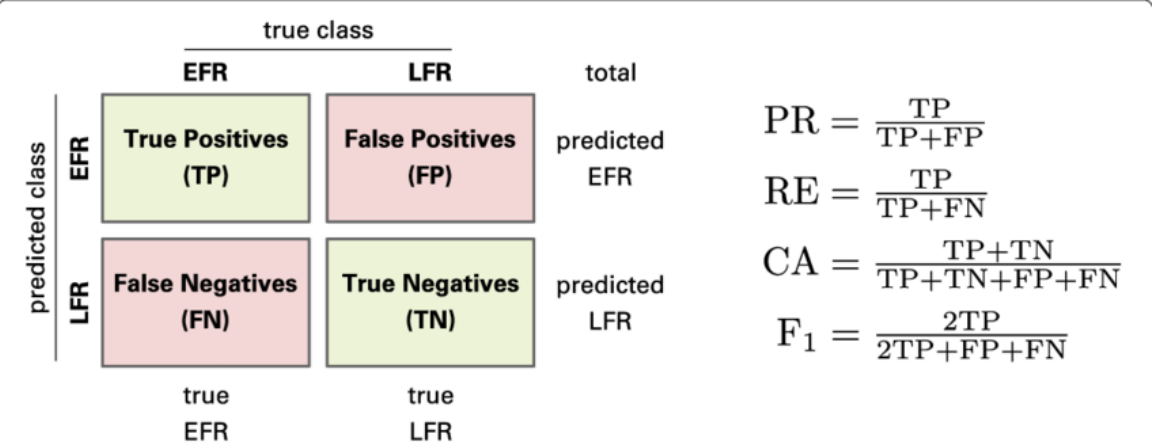 true class
EFR LFR total
predicted class
EFR
True Positives
(TP)
False Positives
(FP)
predicted
EFR
LFR
False Negatives
(FN)
True Negatives
(TN)
predicted
LFR
true
EFR
true
LFR
PR = TP / TP+FP
RE = TP / TP+FN
CA = TP+TN / TP+TN+FP+FN
F₁ = 2TP / 2TP+FP+FN